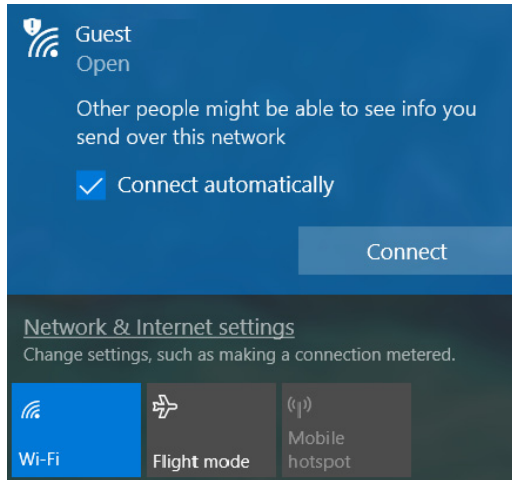 Guest
Open
Other people might be able to see info you
send over this network
Connect automatically
Connect
Network & Internet settings
Change settings, such as making a connection metered.
Wi-Fi
Flight mode
Mobile
hotspot